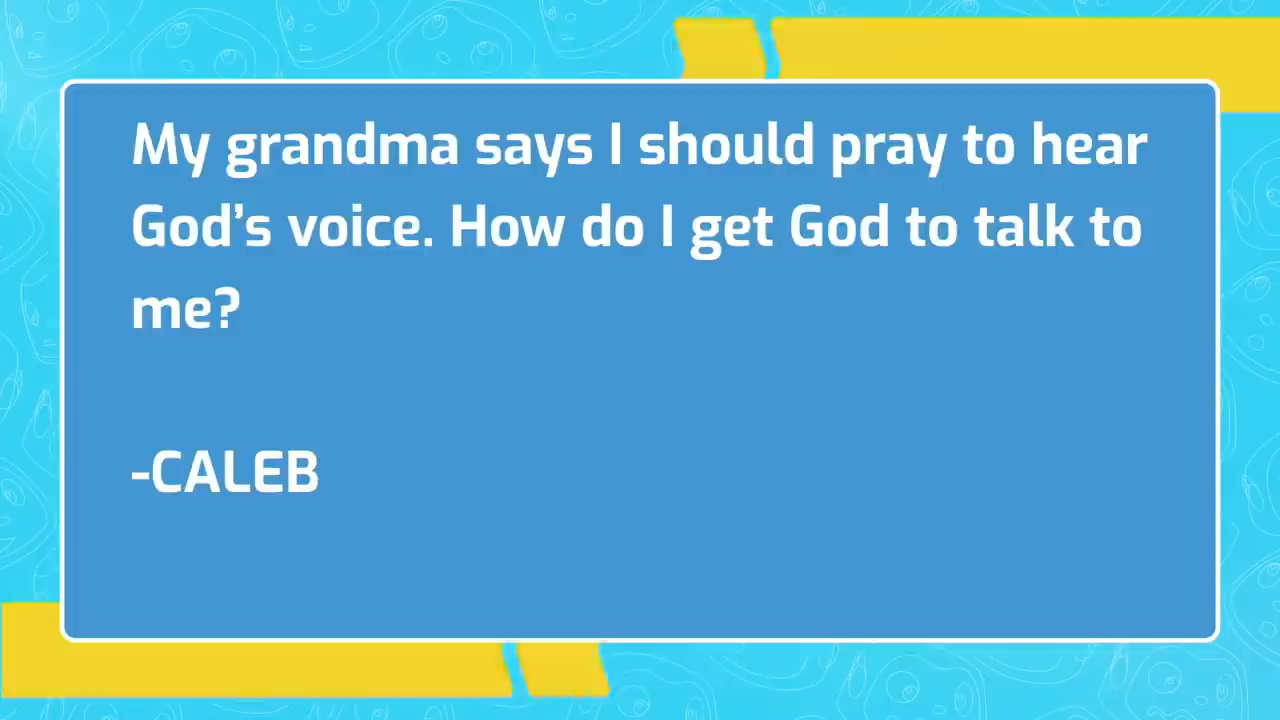 My grandma says I should pray to hear
God’s voice. How do I get God to talk to
me?
-CALEB